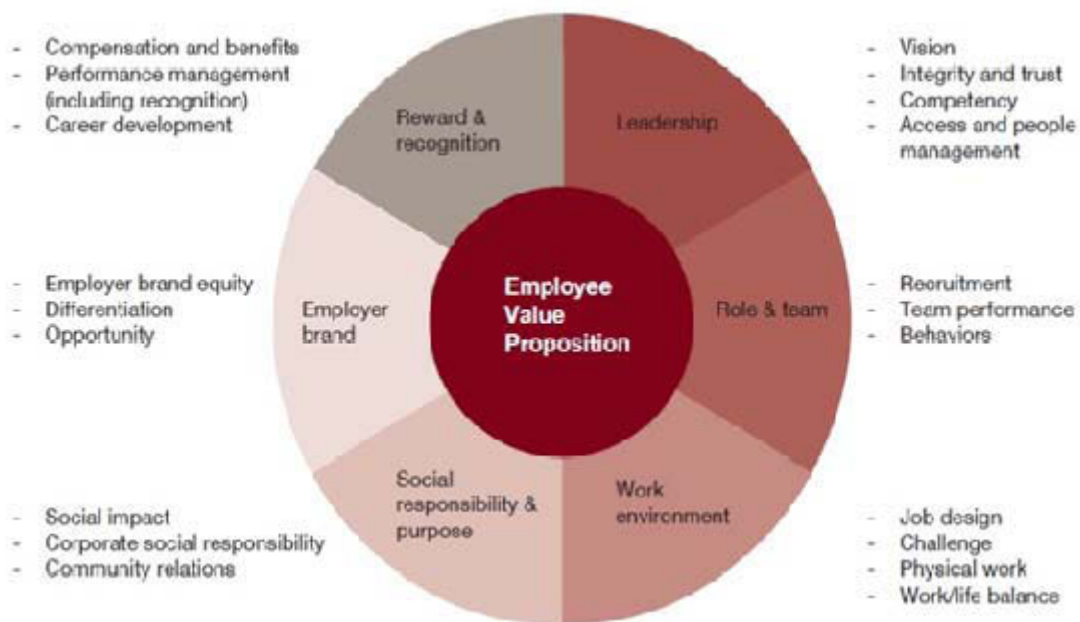 - Compensation and benefits
- Performance management
(including recognition)
- Career development
Reward &
recognition
Leadership
- Vision
- Integrity and trust
- Competency
- Access and people
management
- Employer brand equity
- Differentiation
- Opportunity
Employer
brand
Employee
Value
Proposition
Role & team
- Recruitment
- Team performance
- Behaviors
- Social impact
- Corporate social responsibility
- Community relations
Social
responsibility &
purpose
Work
environment
- Job design
- Challenge
- Physical work
- Work/life balance